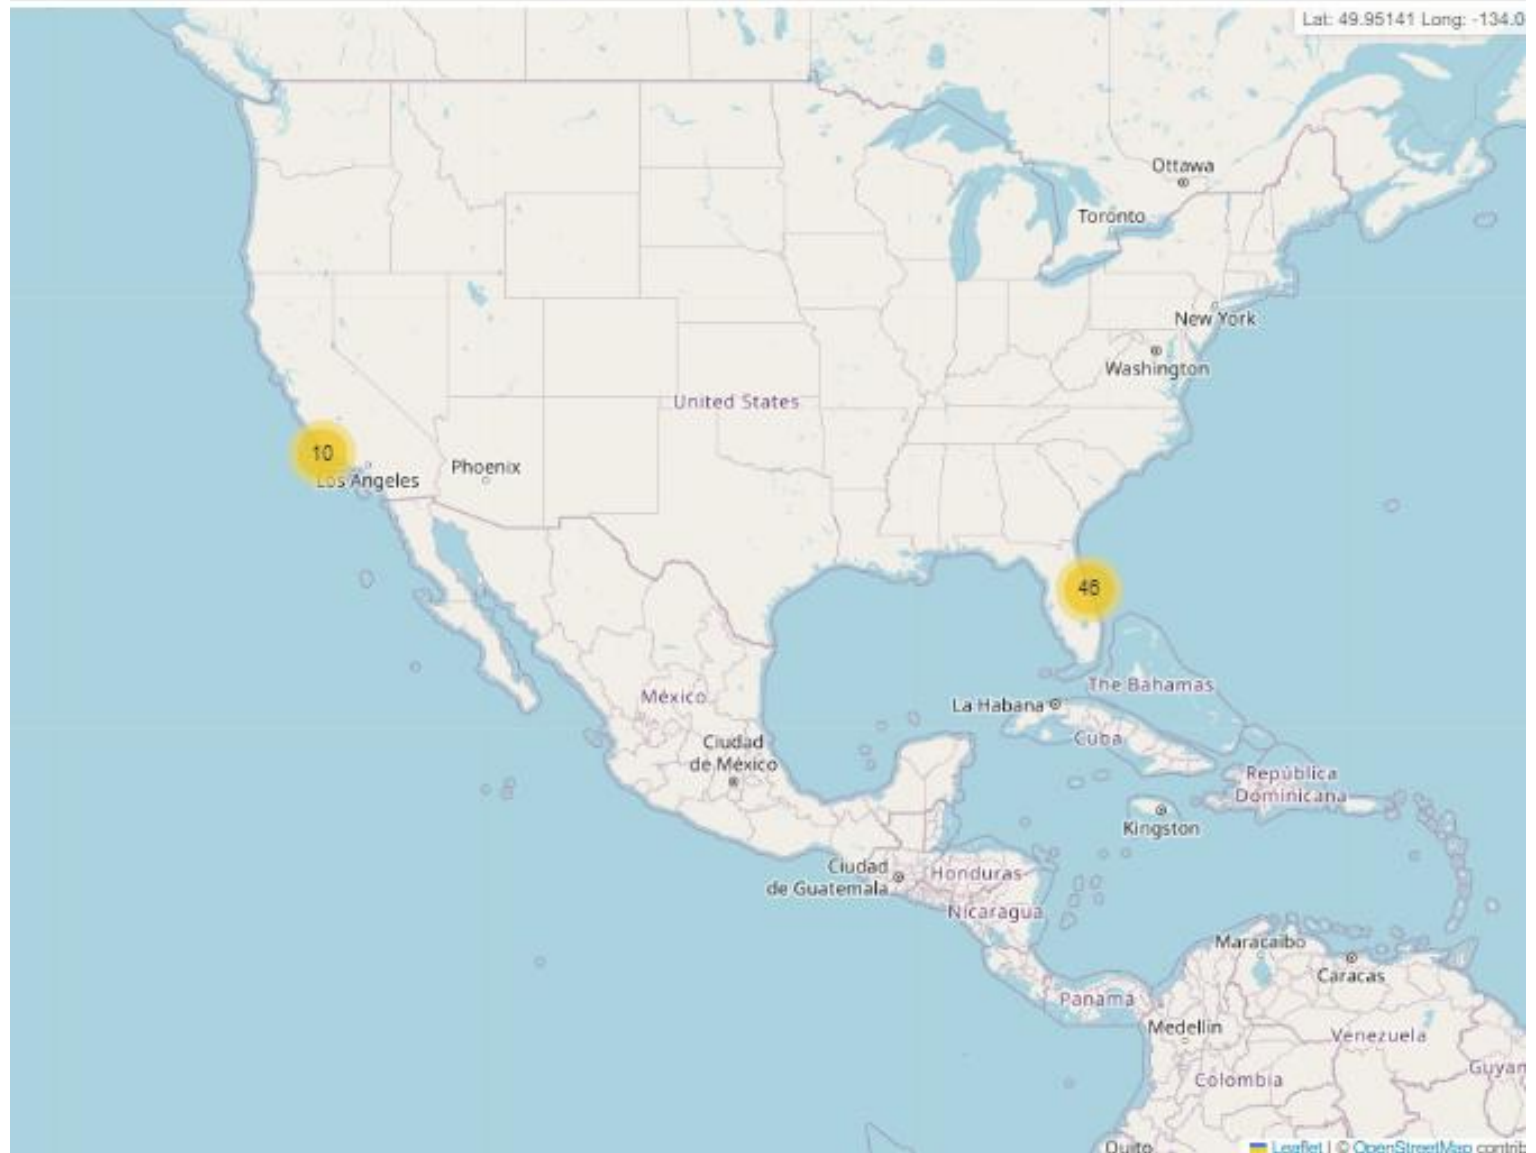 Lat: 49.95141 Long: -134.0
Ottawa
Toronto
New York
Washington
United States
10
Los Angeles
Phoenix
46
México
The Bahamas
La Habana
Cuba
Ciudad
de México
República
Dominicana
Kingston
Ciudad
de Guatemala
Honduras
Nicaragua
Maracaibo
Caracas
Panamá
Medellín
Venezuela
Guyan
Colombia
Quito
Leaflet | © OpenStreetMap contrib